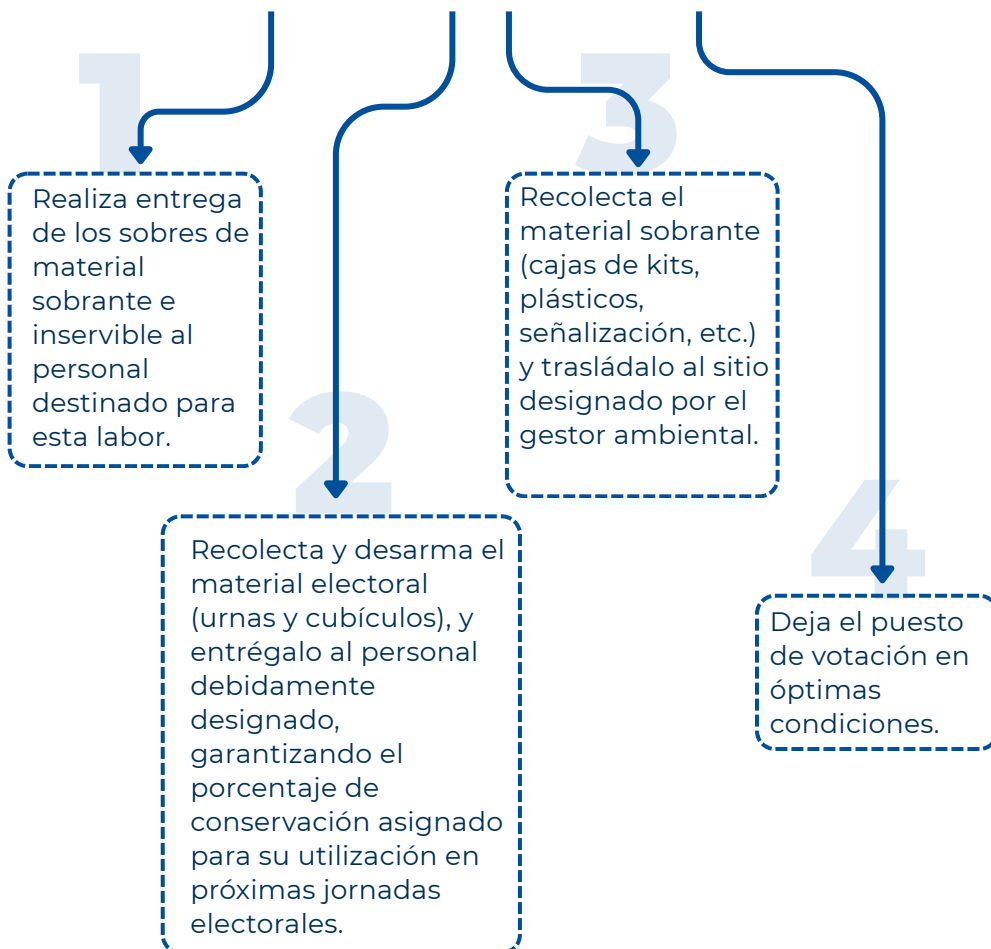 1
Realiza entrega
de los sobres de
material
sobrante e
inservible al
personal
destinado para
esta labor.
2
Recolecta y desarma el
material electoral
(urnas y cubículos), y
entrégalo al personal
debidamente
designado,
garantizando el
porcentaje de
conservación asignado
para su utilización en
próximas jornadas
electorales.
3
Recolecta el
material sobrante
(cajas de kits,
plásticos,
señalización, etc.)
y trasládalo al sitio
designado por el
gestor ambiental.
4
Deja el puesto
de votación en
óptimas
condiciones.